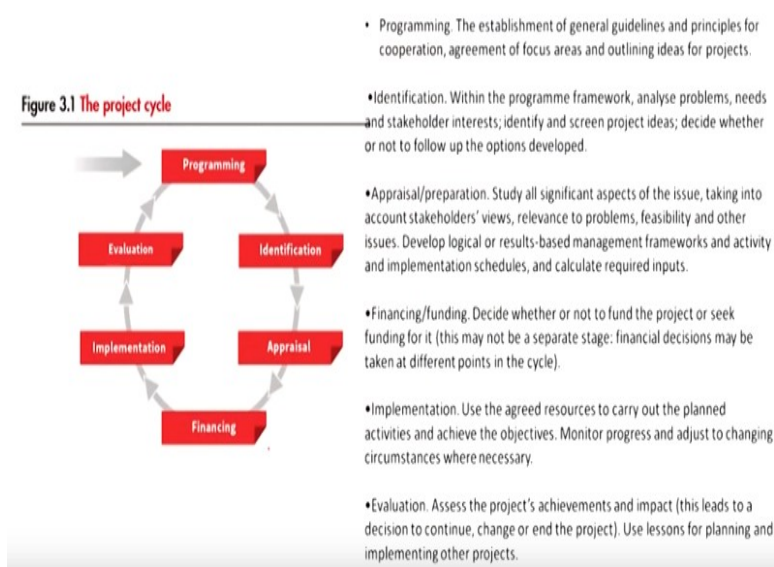 Figure 3.1 The project cycle
Programming
Identification
Appraisal
Financing
Implementation
Evaluation
• Programming. The establishment of general guidelines and principles for
cooperation, agreement of focus areas and outlining ideas for projects.
•Identification. Within the programme framework, analyse problems, needs
and stakeholder interests; identify and screen project ideas; decide whether
or not to follow up the options developed.
•Appraisal/preparation. Study all significant aspects of the issue, taking into
account stakeholders' views, relevance to problems, feasibility and other
issues. Develop logical or results-based management frameworks and activity
and implementation schedules, and calculate required inputs.
•Financing/funding. Decide whether or not to fund the project or seek
funding for it (this may not be a separate stage: financial decisions may be
taken at different points in the cycle).
•Implementation. Use the agreed resources to carry out the planned
activities and achieve the objectives. Monitor progress and adjust to changing
circumstances where necessary.
•Evaluation. Assess the project's achievements and impact (this leads to a
decision to continue, change or end the project). Use lessons for planning and
implementing other projects.